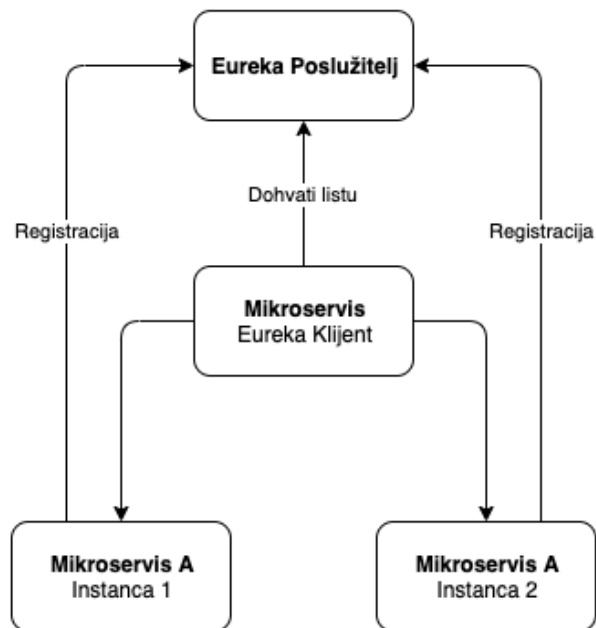 Eureka Poslužitelj
Dohvati listu
Registracija
Registracija
Mikroservis
Eureka Klijent
Mikroservis A
Instanca 1
Mikroservis A
Instanca 2